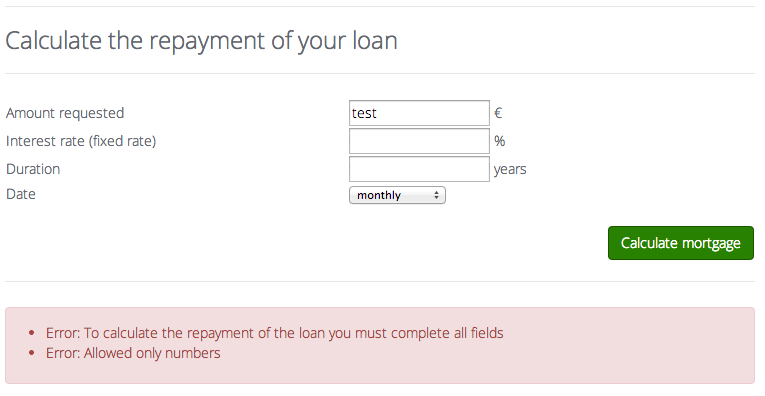 Calculate the repayment of your loan
Amount requested test €
Interest rate (fixed rate) %
Duration years
Date monthly
Calculate mortgage
Error: To calculate the repayment of the loan you must complete all fields
Error: Allowed only numbers